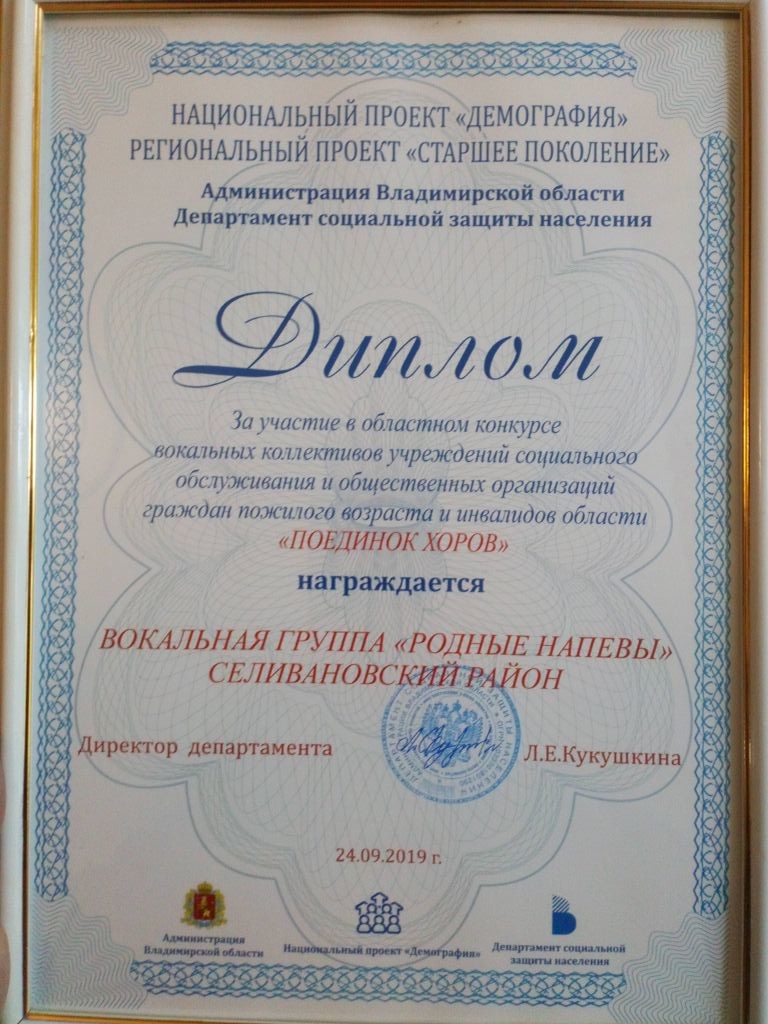 НАЦИОНАЛЬНЫЙ ПРОЕКТ «ДЕМОГРАФИЯ»
РЕГИОНАЛЬНЫЙ ПРОЕКТ «СТАРШЕЕ ПОКОЛЕНИЕ»
Администрация Владимирской области
Департамент социальной защиты населения
Диплом
За участие в областном конкурсе
вокальных коллективов учреждений социального
обслуживания и общественных организаций
граждан пожилого возраста и инвалидов области
«ПОЕДИНОК ХОРОВ»
награждается
ВОКАЛЬНАЯ ГРУППА «РОДНЫЕ НАПЕВЫ»
СЕЛИВАНОВСКИЙ РАЙОН
Директор департамента
Л.Е.Кукушкина
24.09.2019 г.
Администрация
Владимирской области
Национальный проект «Демография»
Департамент социальной
защиты населения